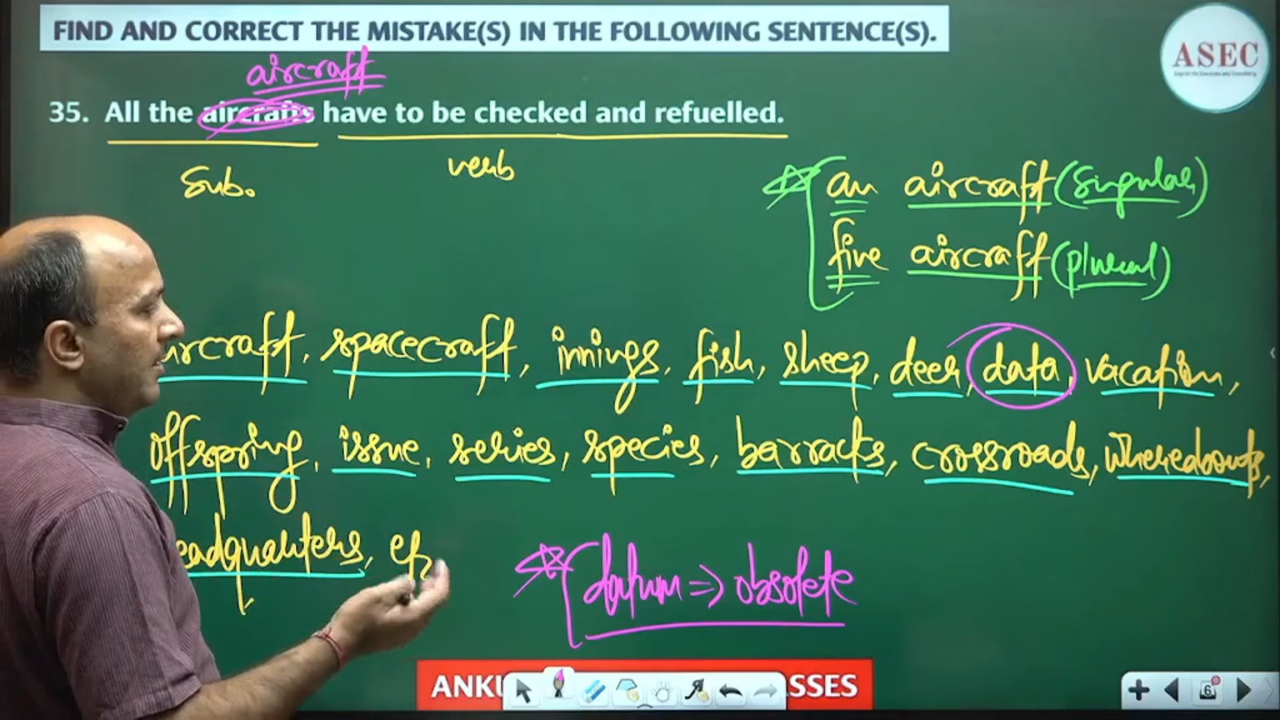 FIND AND CORRECT THE MISTAKE(S) IN THE FOLLOWING SENTENCE(S).
ASEC
aircraft
35. All the aircrafts have to be checked and refuelled.
Sub. verb
an aircraft (singular)
five aircraft (plural)
aircraft, spacecraft, innings, fish, sheep, deer, data, vacation,
offspring, issue, series, species, barracks, crossroads, whereabouts,
eadquarters,
datum => obsolete
ANKU SSES
6